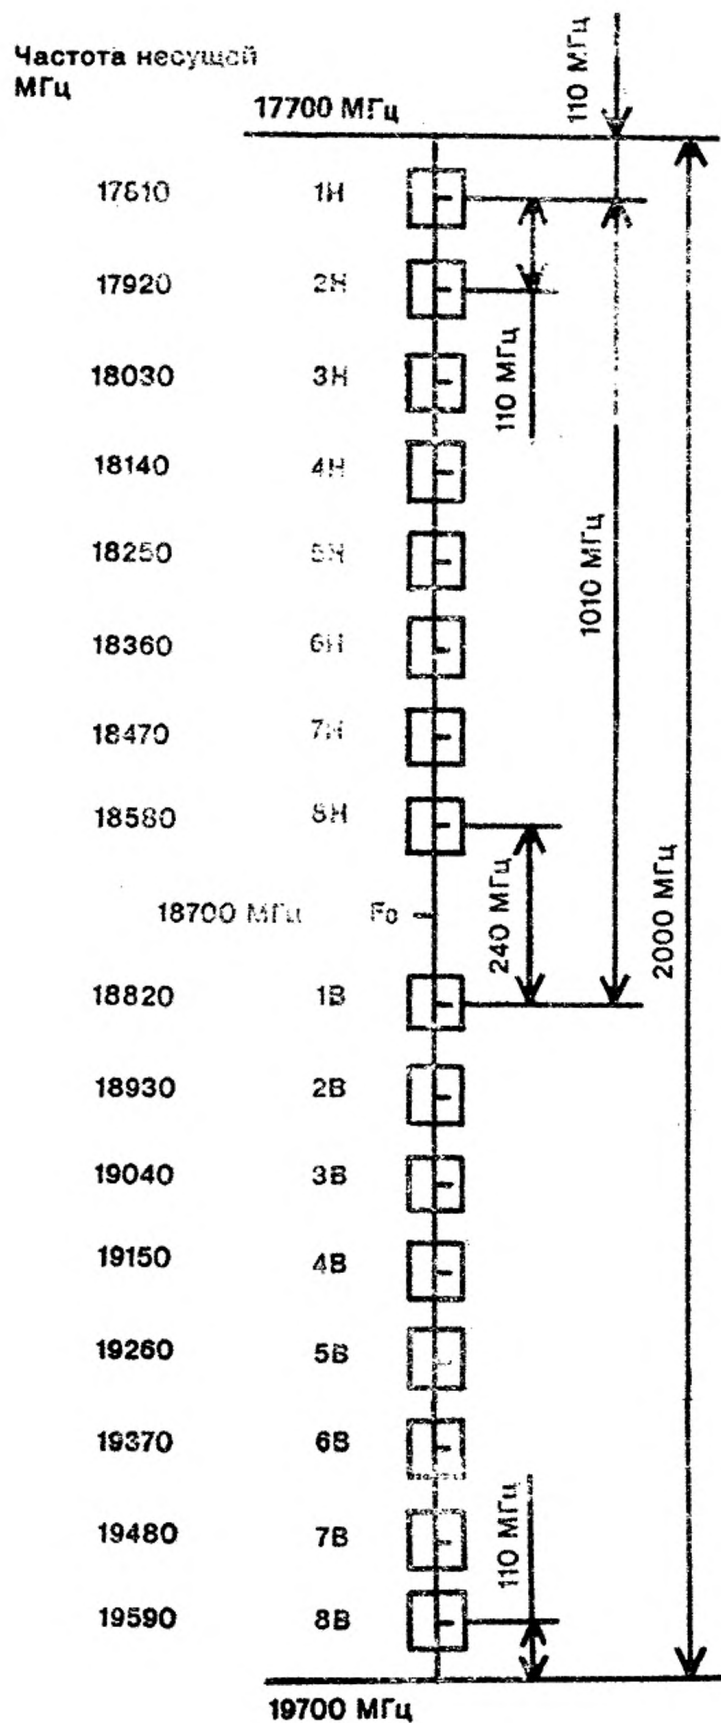 Частота несущей
МГц
17700 МГц
110 МГц
17810 1Н
17920 2Н
18030 3Н
110 МГц
18140 4Н
18250 5Н
1010 МГц
18360 6Н
18470 7Н
18580 8Н
240 МГц
2000 МГц
18700 МГц F0
18820 1В
18930 2В
19040 3В
19150 4В
19260 5В
19370 6В
19480 7В
110 МГц
19590 8В
19700 МГц